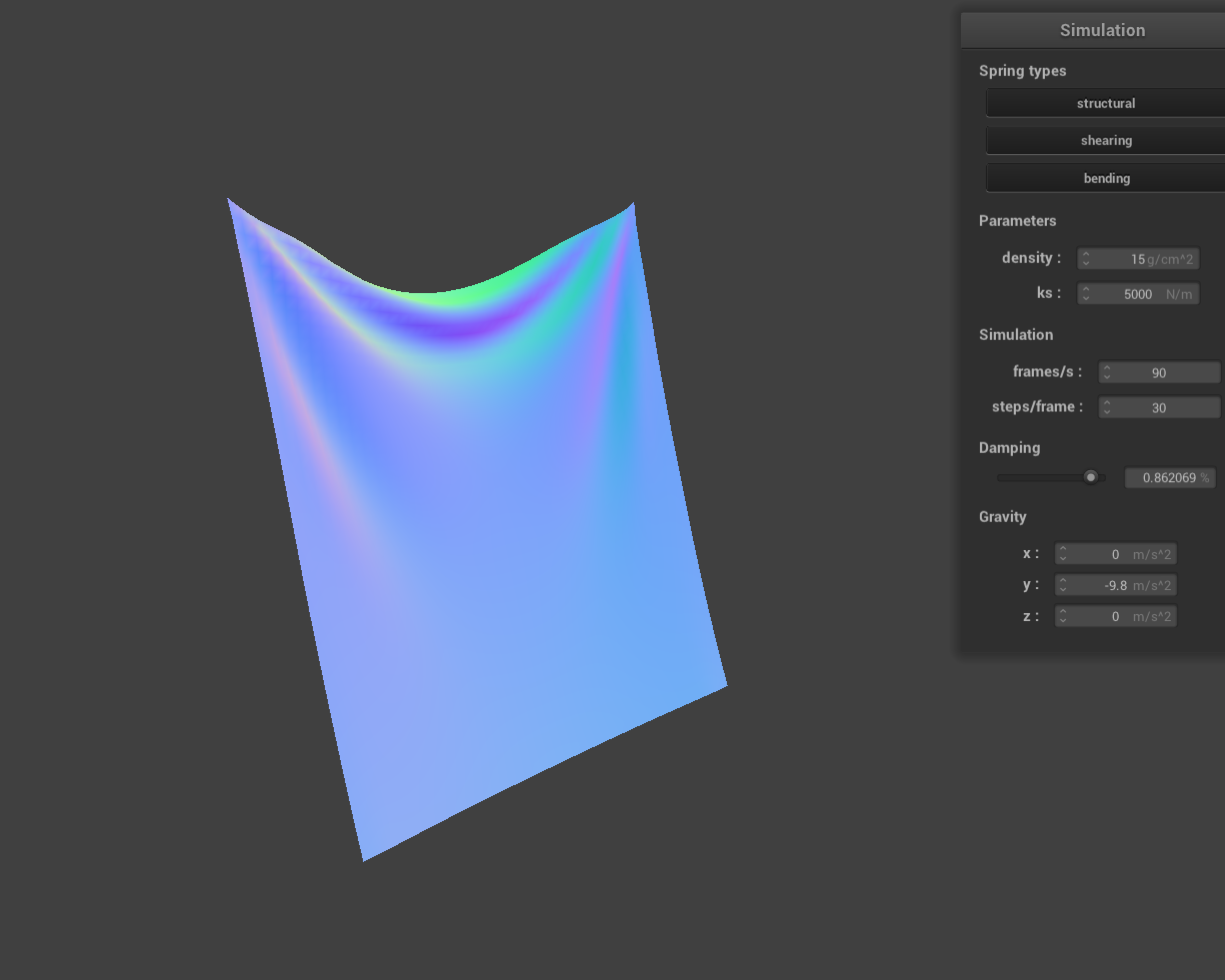 Simulation
Spring types
structural
shearing
bending
Parameters
density : 15 g/cm^2
ks : 5000 N/m
Simulation
frames/s : 90
steps/frame : 30
Damping
0.862069 %
Gravity
x : 0 m/s^2
y : -9.8 m/s^2
z : 0 m/s^2